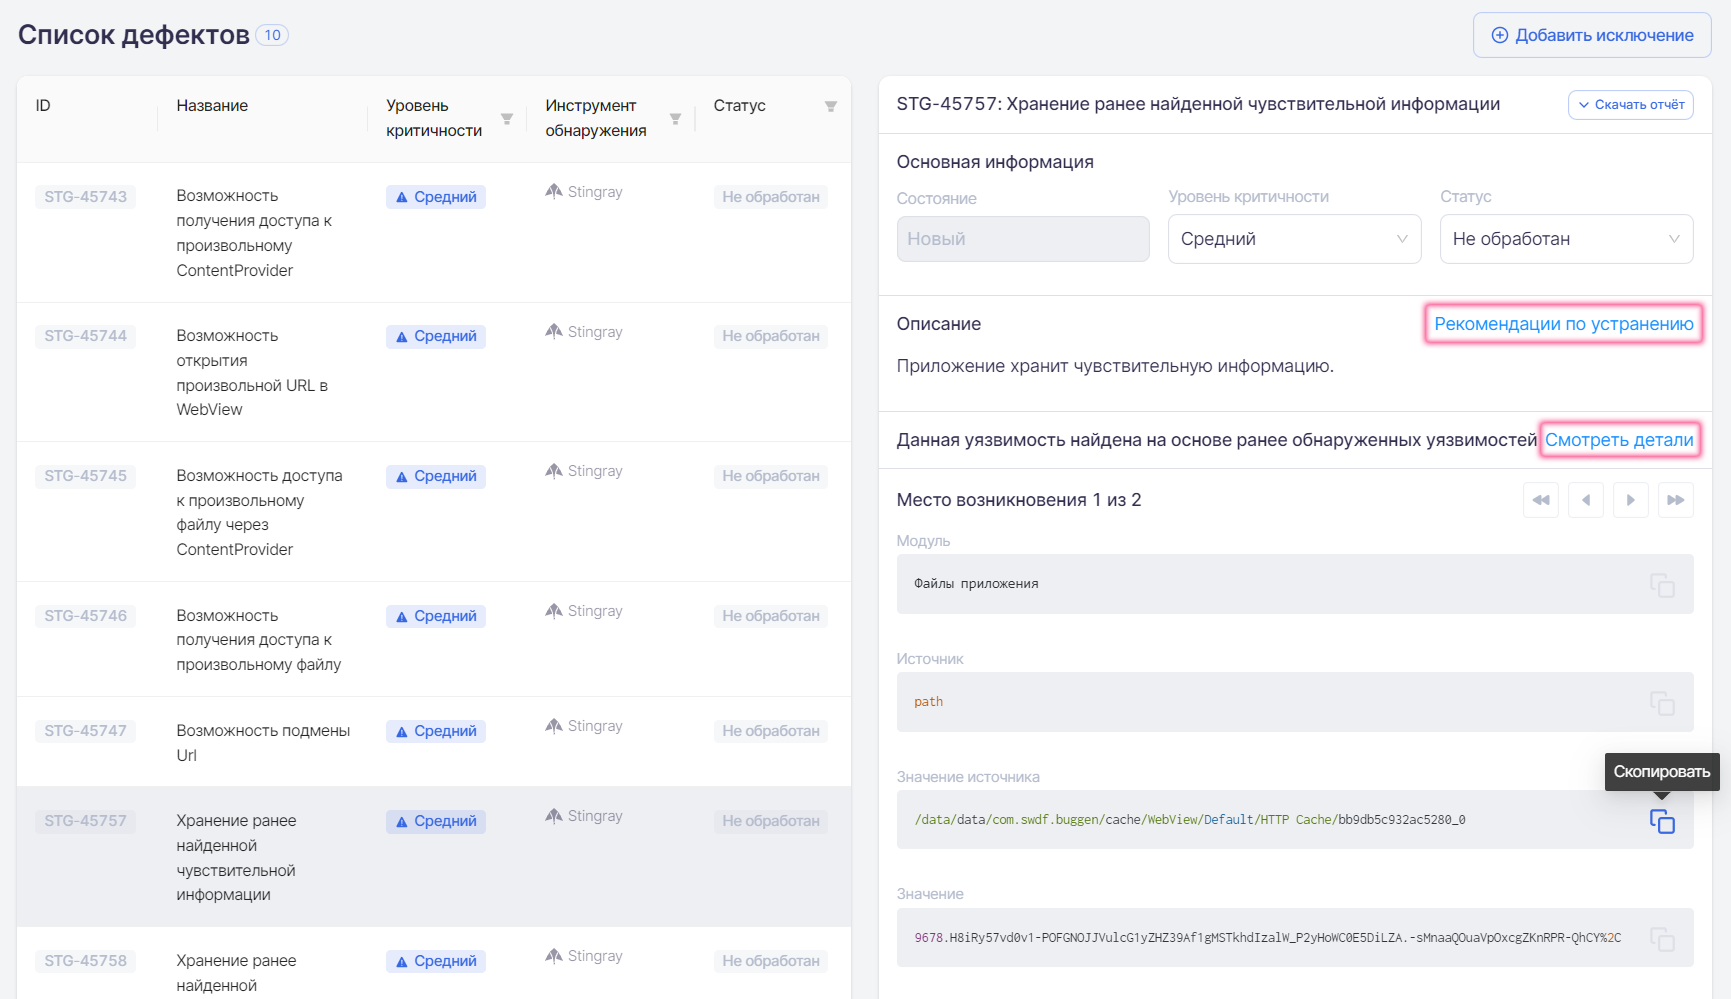 Список дефектов 10
Добавить исключение
ID
Название
Уровень критичности
Инструмент обнаружения
Статус
STG-45743
Возможность
получения доступа к
произвольному
ContentProvider
Средний
Stingray
Не обработан
STG-45744
Возможность
открытия
произвольной URL в
WebView
Средний
Stingray
Не обработан
STG-45745
Возможность доступа
к произвольному
файлу через
ContentProvider
Средний
Stingray
Не обработан
STG-45746
Возможность
получения доступа к
произвольному файлу
Средний
Stingray
Не обработан
STG-45747
Возможность подмены
Url
Средний
Stingray
Не обработан
STG-45757
Хранение ранее
найденной
чувствительной
информации
Средний
Stingray
Не обработан
STG-45758
Хранение ранее
найденной
Средний
Stingray
Не обработан
STG-45757: Хранение ранее найденной чувствительной информации
Скачать отчёт
Основная информация
Состояние
Новый
Уровень критичности
Средний
Статус
Не обработан
Описание
Рекомендации по устранению
Приложение хранит чувствительную информацию.
Данная уязвимость найдена на основе ранее обнаруженных уязвимостей Смотреть детали
Место возникновения 1 из 2
Модуль
Файлы приложения
Источник
path
Скопировать
Значение источника
/data/data/com.swdf.buggen/cache/WebView/Default/HTTP Cache/bb9db5c932ac5280_0
Значение
9678.H8iRy57vd0v1-POFGNOJJVulcG1yZHZ39Af1gMSTkhdIzalW_P2yHoWC0E5DiLZA.-sMnaaQOuaVpOxcgZKnRPR-QhCY%2C